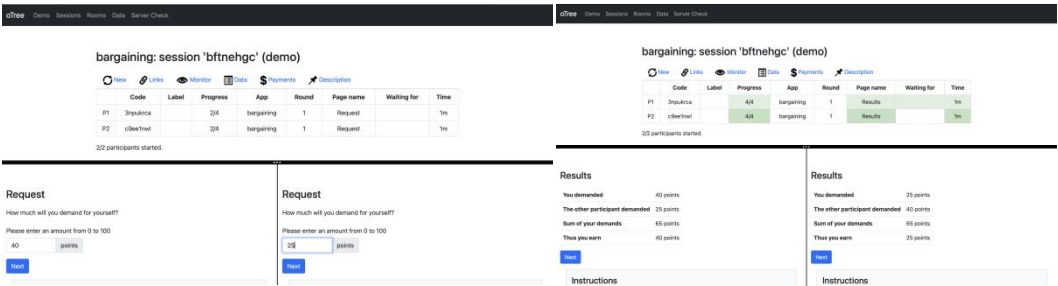 oTree Demo Sessions Rooms Data Server Check
bargaining: session 'bftnehgc' (demo)
New Links Monitor Data Payments Description
Code Label Progress App Round Page name Waiting for Time
P1 3npukrca 2/4 bargaining 1 Request 1m
P2 c9ee1nwl 2/4 bargaining 1 Request 1m
2/2 participants started.
Request
How much will you demand for yourself?
Please enter an amount from 0 to 100
40 points
Next
Request
How much will you demand for yourself?
Please enter an amount from 0 to 100
25 points
Next
oTree Demo Sessions Rooms Data Server Check
bargaining: session 'bftnehgc' (demo)
New Links Monitor Data Payments Description
Code Label Progress App Round Page name Waiting for Time
P1 3npukrca 4/4 bargaining 1 Results 1m
P2 c9ee1nwl 4/4 bargaining 1 Results 1m
2/2 participants started.
Results
You demanded 40 points
The other participant demanded 25 points
Sum of your demands 65 points
Thus you earn 40 points
Next
Instructions
Results
You demanded 25 points
The other participant demanded 40 points
Sum of your demands 65 points
Thus you earn 25 points
Next
Instructions